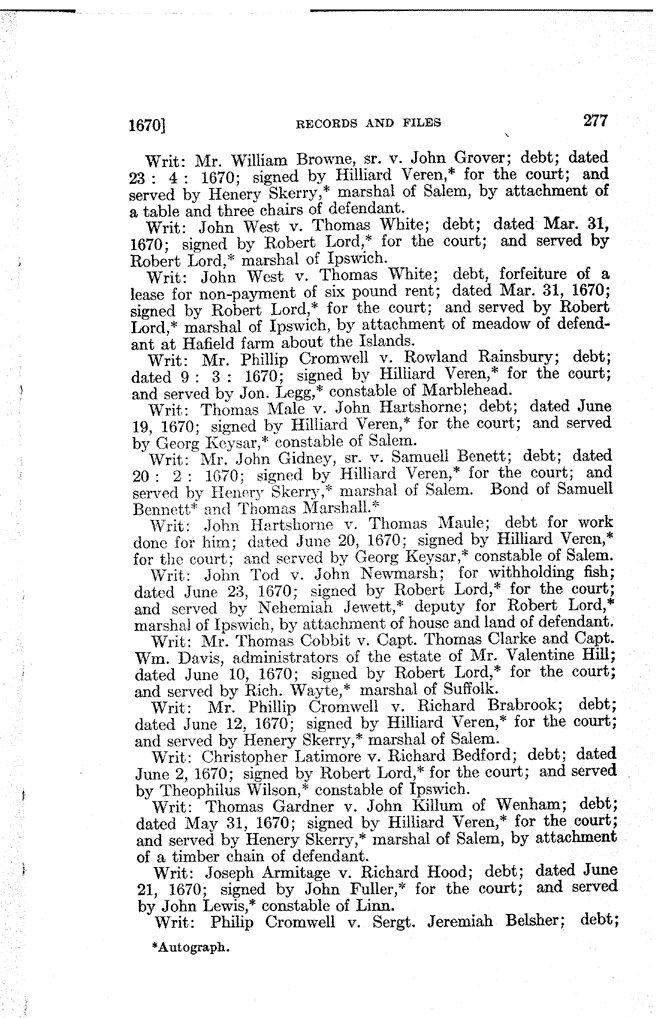 1670] RECORDS AND FILES 277
Writ: Mr. William Browne, sr. v. John Grover; debt; dated
23 : 4 : 1670; signed by Hilliard Veren,* for the court; and
served by Henery Skerry,* marshal of Salem, by attachment of
a table and three chairs of defendant.
Writ: John West v. Thomas White; debt; dated Mar. 31,
1670; signed by Robert Lord,* for the court; and served by
Robert Lord,* marshal of Ipswich.
Writ: John West v. Thomas White; debt, forfeiture of a
lease for non-payment of six pound rent; dated Mar. 31, 1670;
signed by Robert Lord,* for the court; and served by Robert
Lord,* marshal of Ipswich, by attachment of meadow of defend-
ant at Hafield farm about the Islands.
Writ: Mr. Phillip Cromwell v. Rowland Rainsbury; debt;
dated 9 : 3 : 1670; signed by Hilliard Veren,* for the court;
and served by Jon. Legg,* constable of Marblehead.
Writ: Thomas Male v. John Hartshorne; debt; dated June
19, 1670; signed by Hilliard Veren,* for the court; and served
by Georg Keysar,* constable of Salem.
Writ: Mr. John Gidney, sr. v. Samuell Benett; debt; dated
20 : 2 : 1670; signed by Hilliard Veren,* for the court; and
served by Henery Skerry,* marshal of Salem. Bond of Samuell
Bennett* and Thomas Marshall.*
Writ: John Hartshorne v. Thomas Maule; debt for work
done for him; dated June 20, 1670; signed by Hilliard Veren,*
for the court; and served by Georg Keysar,* constable of Salem.
Writ: John Tod v. John Newmarsh; for withholding fish;
dated June 23, 1670; signed by Robert Lord,* for the court;
and served by Nehemiah Jewett,* deputy for Robert Lord,*
marshal of Ipswich, by attachment of house and land of defendant.
Writ: Mr. Thomas Cobbit v. Capt. Thomas Clarke and Capt.
Wm. Davis, administrators of the estate of Mr. Valentine Hill;
dated June 10, 1670; signed by Robert Lord,* for the court;
and served by Rich. Wayte,* marshal of Suffolk.
Writ: Mr. Phillip Cromwell v. Richard Brabrook; debt;
dated June 12, 1670; signed by Hilliard Veren,* for the court;
and served by Henery Skerry,* marshal of Salem.
Writ: Christopher Latimore v. Richard Bedford; debt; dated
June 2, 1670; signed by Robert Lord,* for the court; and served
by Theophilus Wilson,* constable of Ipswich.
Writ: Thomas Gardner v. John Killum of Wenham; debt;
dated May 31, 1670; signed by Hilliard Veren,* for the court;
and served by Henery Skerry,* marshal of Salem, by attachment
of a timber chain of defendant.
Writ: Joseph Armitage v. Richard Hood; debt; dated June
21, 1670; signed by John Fuller,* for the court; and served
by John Lewis,* constable of Linn.
Writ: Philip Cromwell v. Sergt. Jeremiah Belsher; debt;
*Autograph.